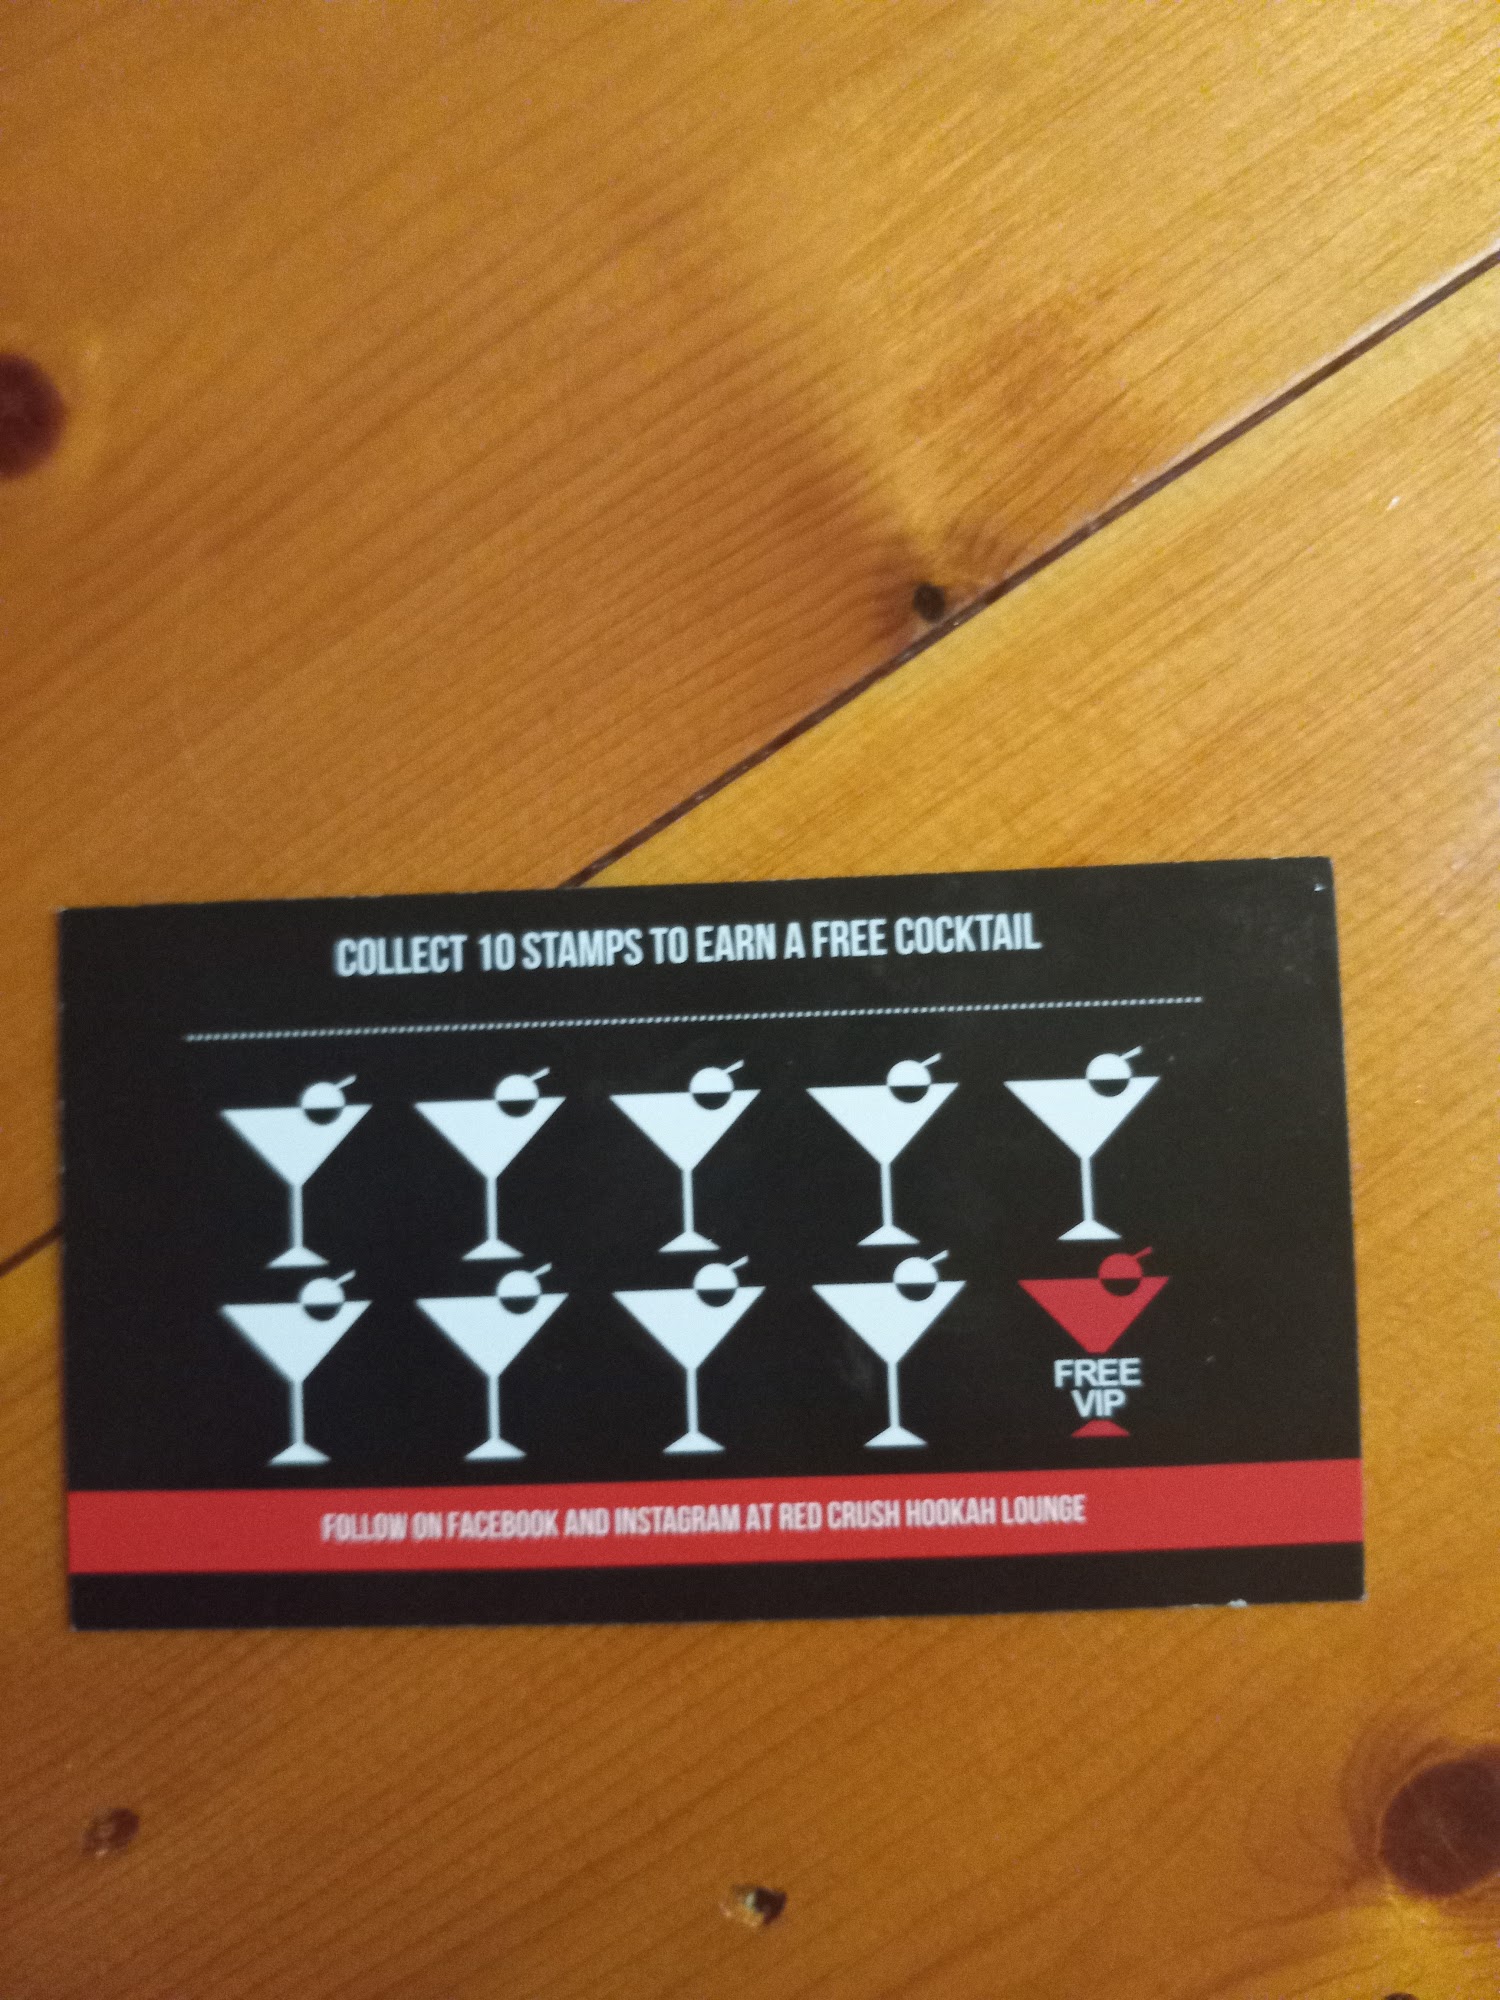 COLLECT 10 STAMPS TO EARN A FREE COCKTAIL
FREE
VIP
FOLLOW ON FACEBOOK AND INSTAGRAM AT RED CRUSH HOOKAH LOUNGE